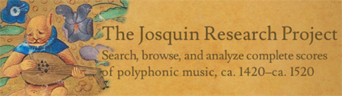 The Josquin Research Project
Search, browse, and analyze complete scores
of polyphonic music, ca. 1420–ca. 1520